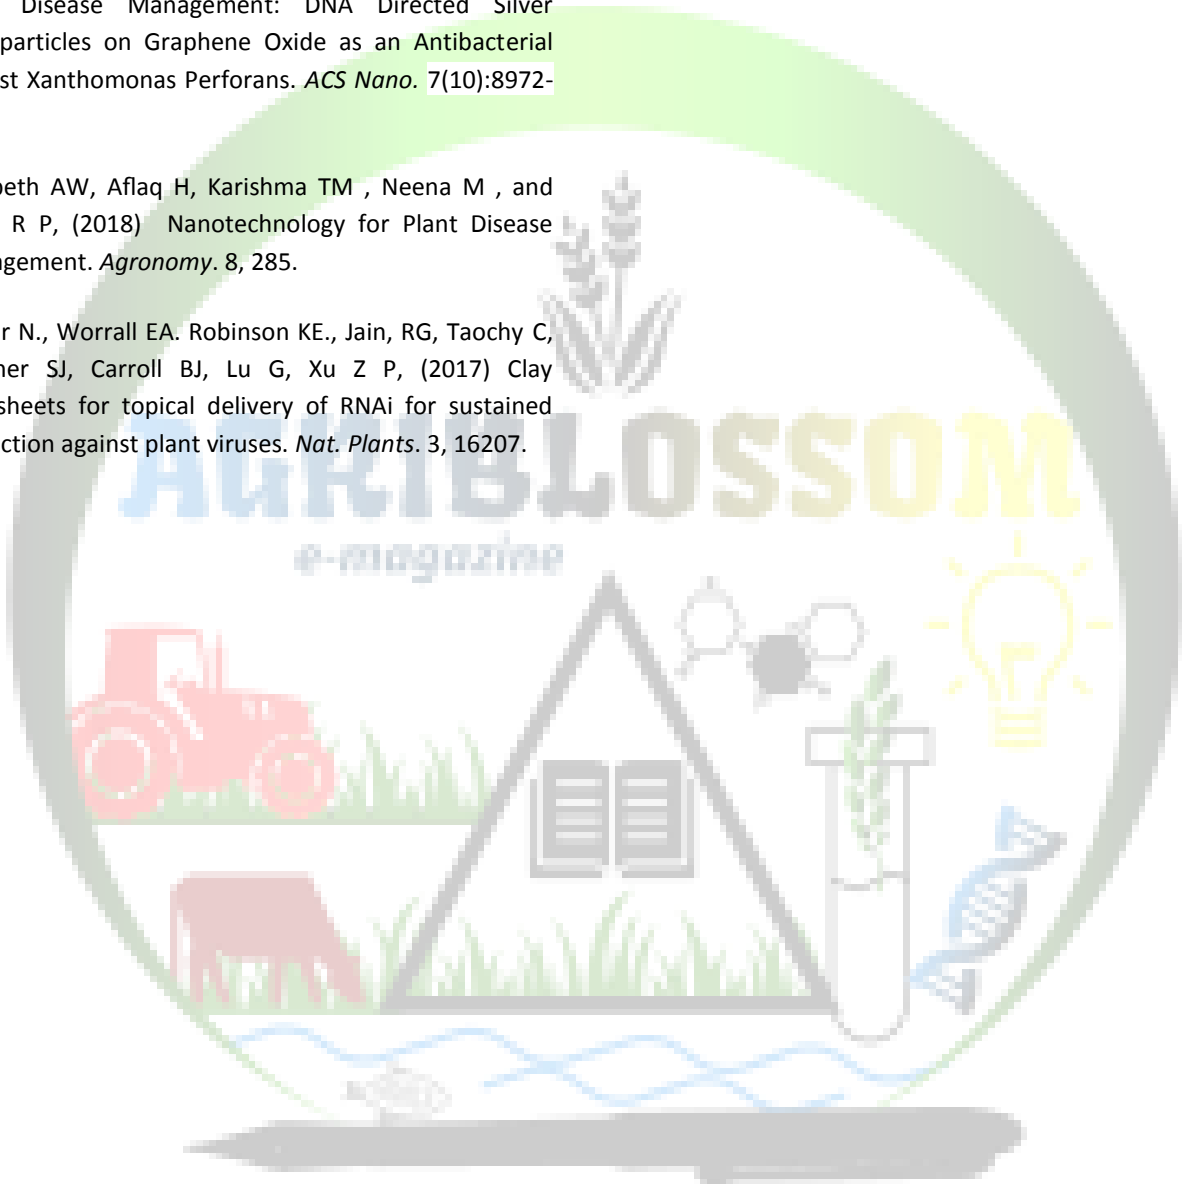 Disease Management: DNA Directed Silver
particles on Graphene Oxide as an Antibacterial
st Xanthomonas Perforans. ACS Nano. 7(10):8972-
beth AW, Aflaq H, Karishma TM , Neena M , and
R P, (2018) Nanotechnology for Plant Disease
agement. Agronomy. 8, 285.
r N., Worrall EA. Robinson KE., Jain, RG, Taochy C,
her SJ, Carroll BJ, Lu G, Xu Z P, (2017) Clay
sheets for topical delivery of RNAi for sustained
ction against plant viruses. Nat. Plants. 3, 16207.
AGRIBLOSSOM
e-magazine